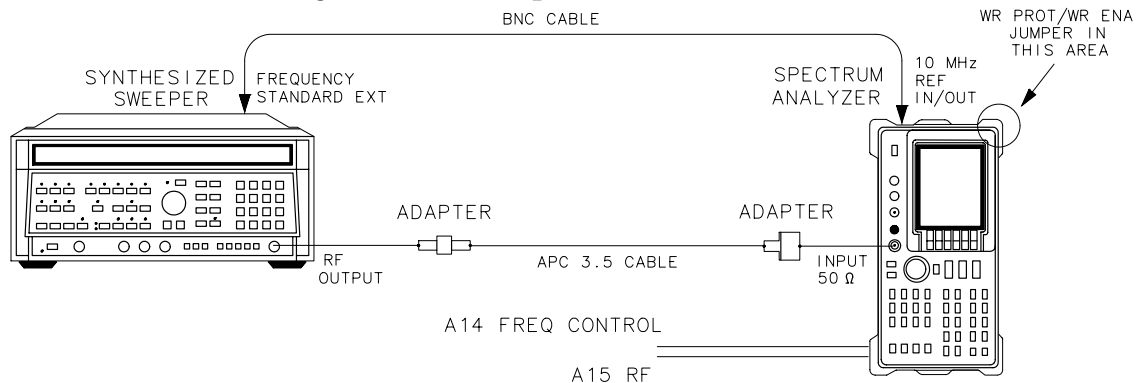 BNC CABLE
WR PROT/WR ENA
JUMPER IN
THIS AREA
SYNTHESIZED
SWEEPER
FREQUENCY
STANDARD EXT
SPECTRUM
ANALYZER
10 MHz
REF
IN/OUT
ADAPTER
ADAPTER
RF
OUTPUT
APC 3.5 CABLE
INPUT
50 Ω
A14 FREQ CONTROL
A15 RF